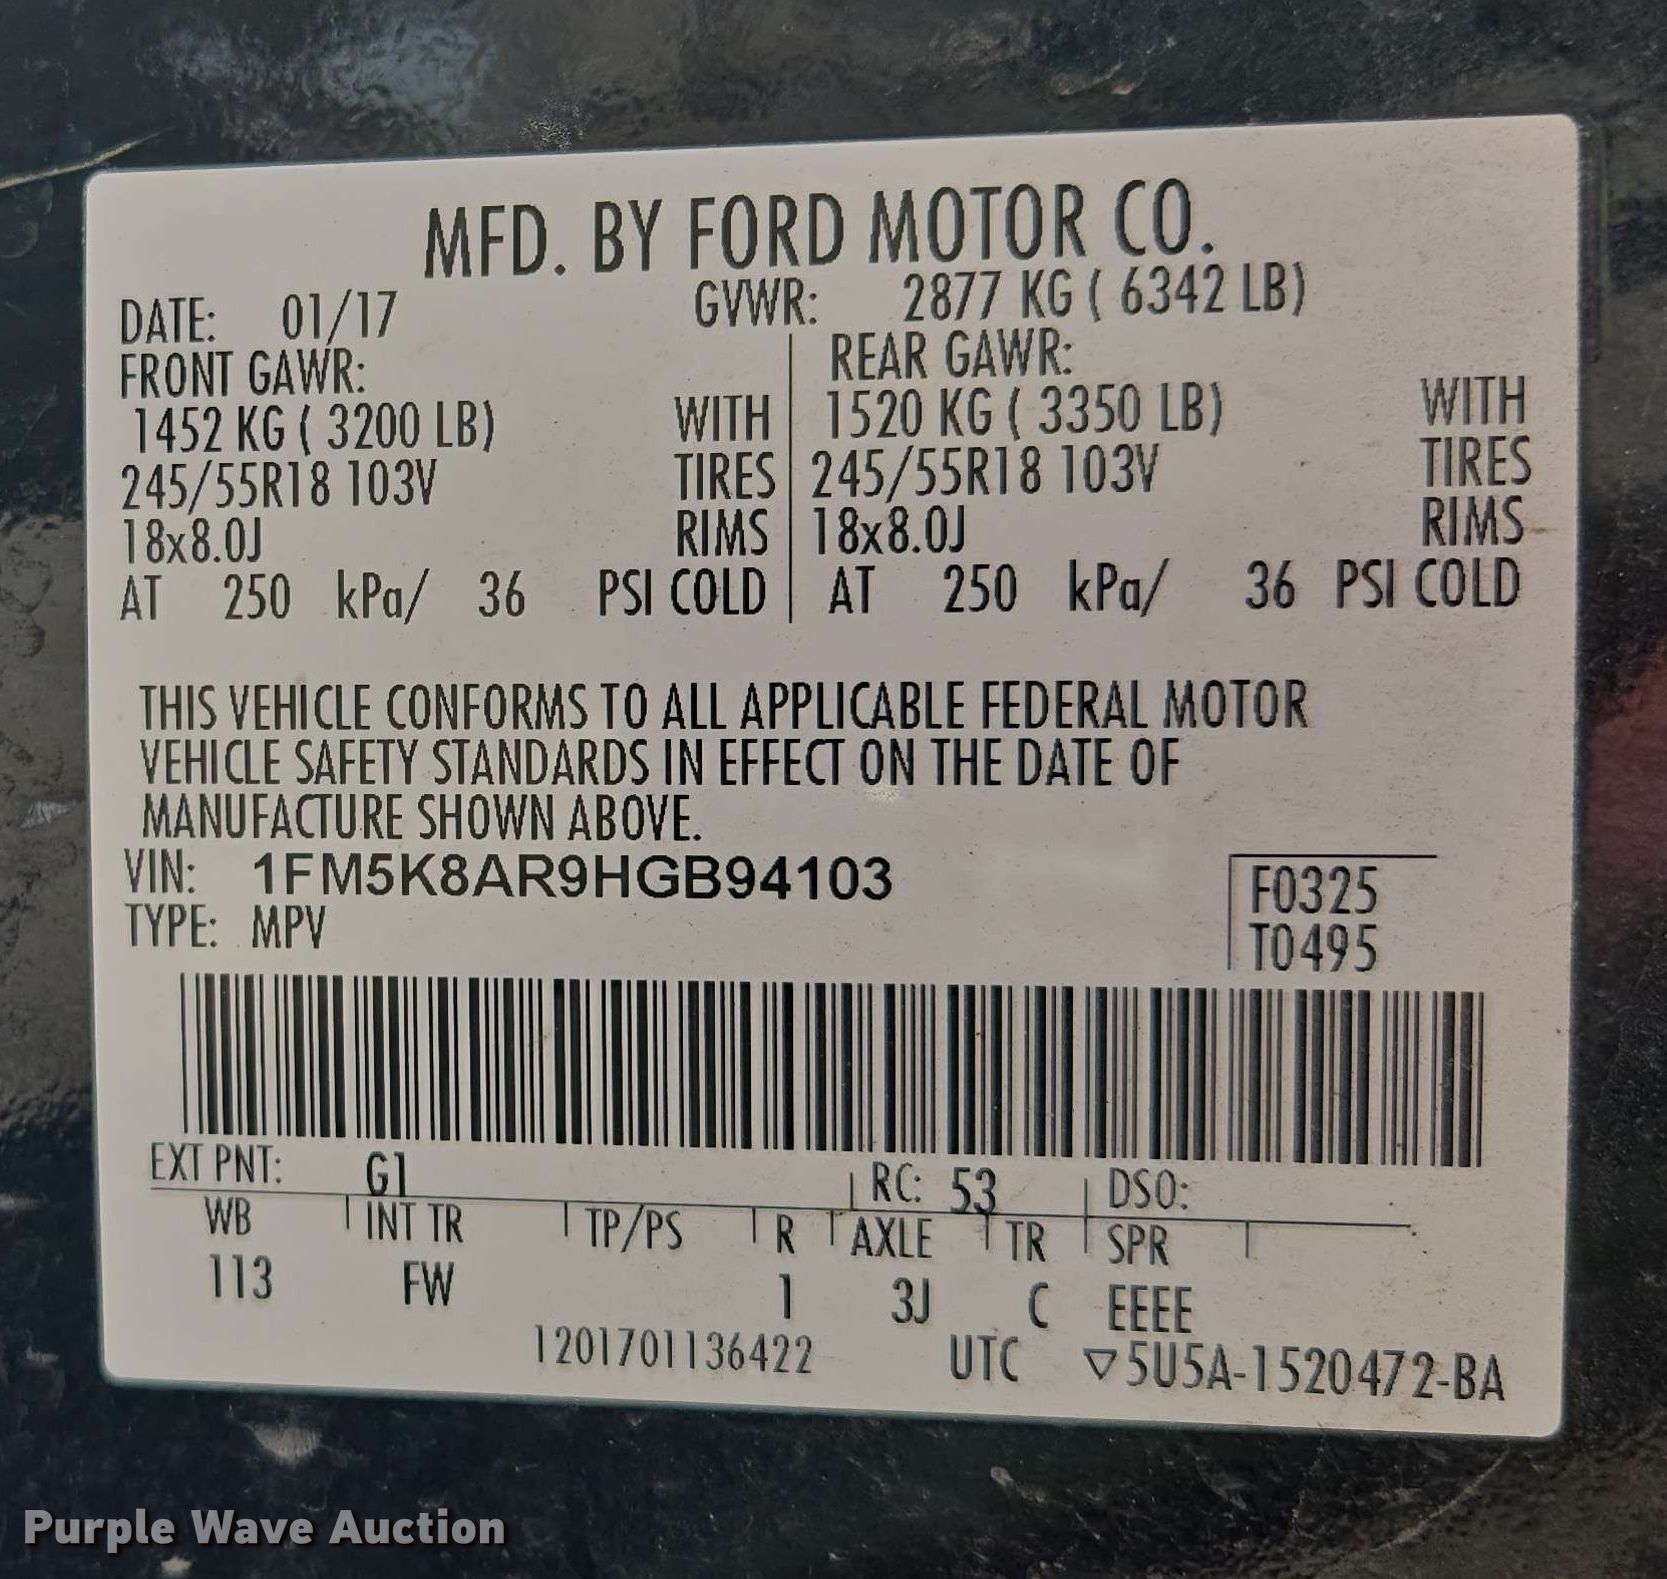 MFD. BY FORD MOTOR CO.
DATE: 01/17 GVWR: 2877 KG ( 6342 LB)
FRONT GAWR: REAR GAWR:
1452 KG ( 3200 LB) WITH 1520 KG ( 3350 LB) WITH
245/55R18 103V TIRES 245/55R18 103V TIRES
18x8.0J RIMS 18x8.0J RIMS
AT 250 kPa/ 36 PSI COLD AT 250 kPa/ 36 PSI COLD
THIS VEHICLE CONFORMS TO ALL APPLICABLE FEDERAL MOTOR
VEHICLE SAFETY STANDARDS IN EFFECT ON THE DATE OF
MANUFACTURE SHOWN ABOVE.
VIN: 1FM5K8AR9HGB94103 F0325
TYPE: MPV T0495
EXT PNT: G1 RC: 53 DSO:
WB INT TR TP/PS R AXLE TR SPR
113 FW 1 3J C EEEE
1201701136422 UTC ▽5U5A-1520472-BA
Purple Wave Auction